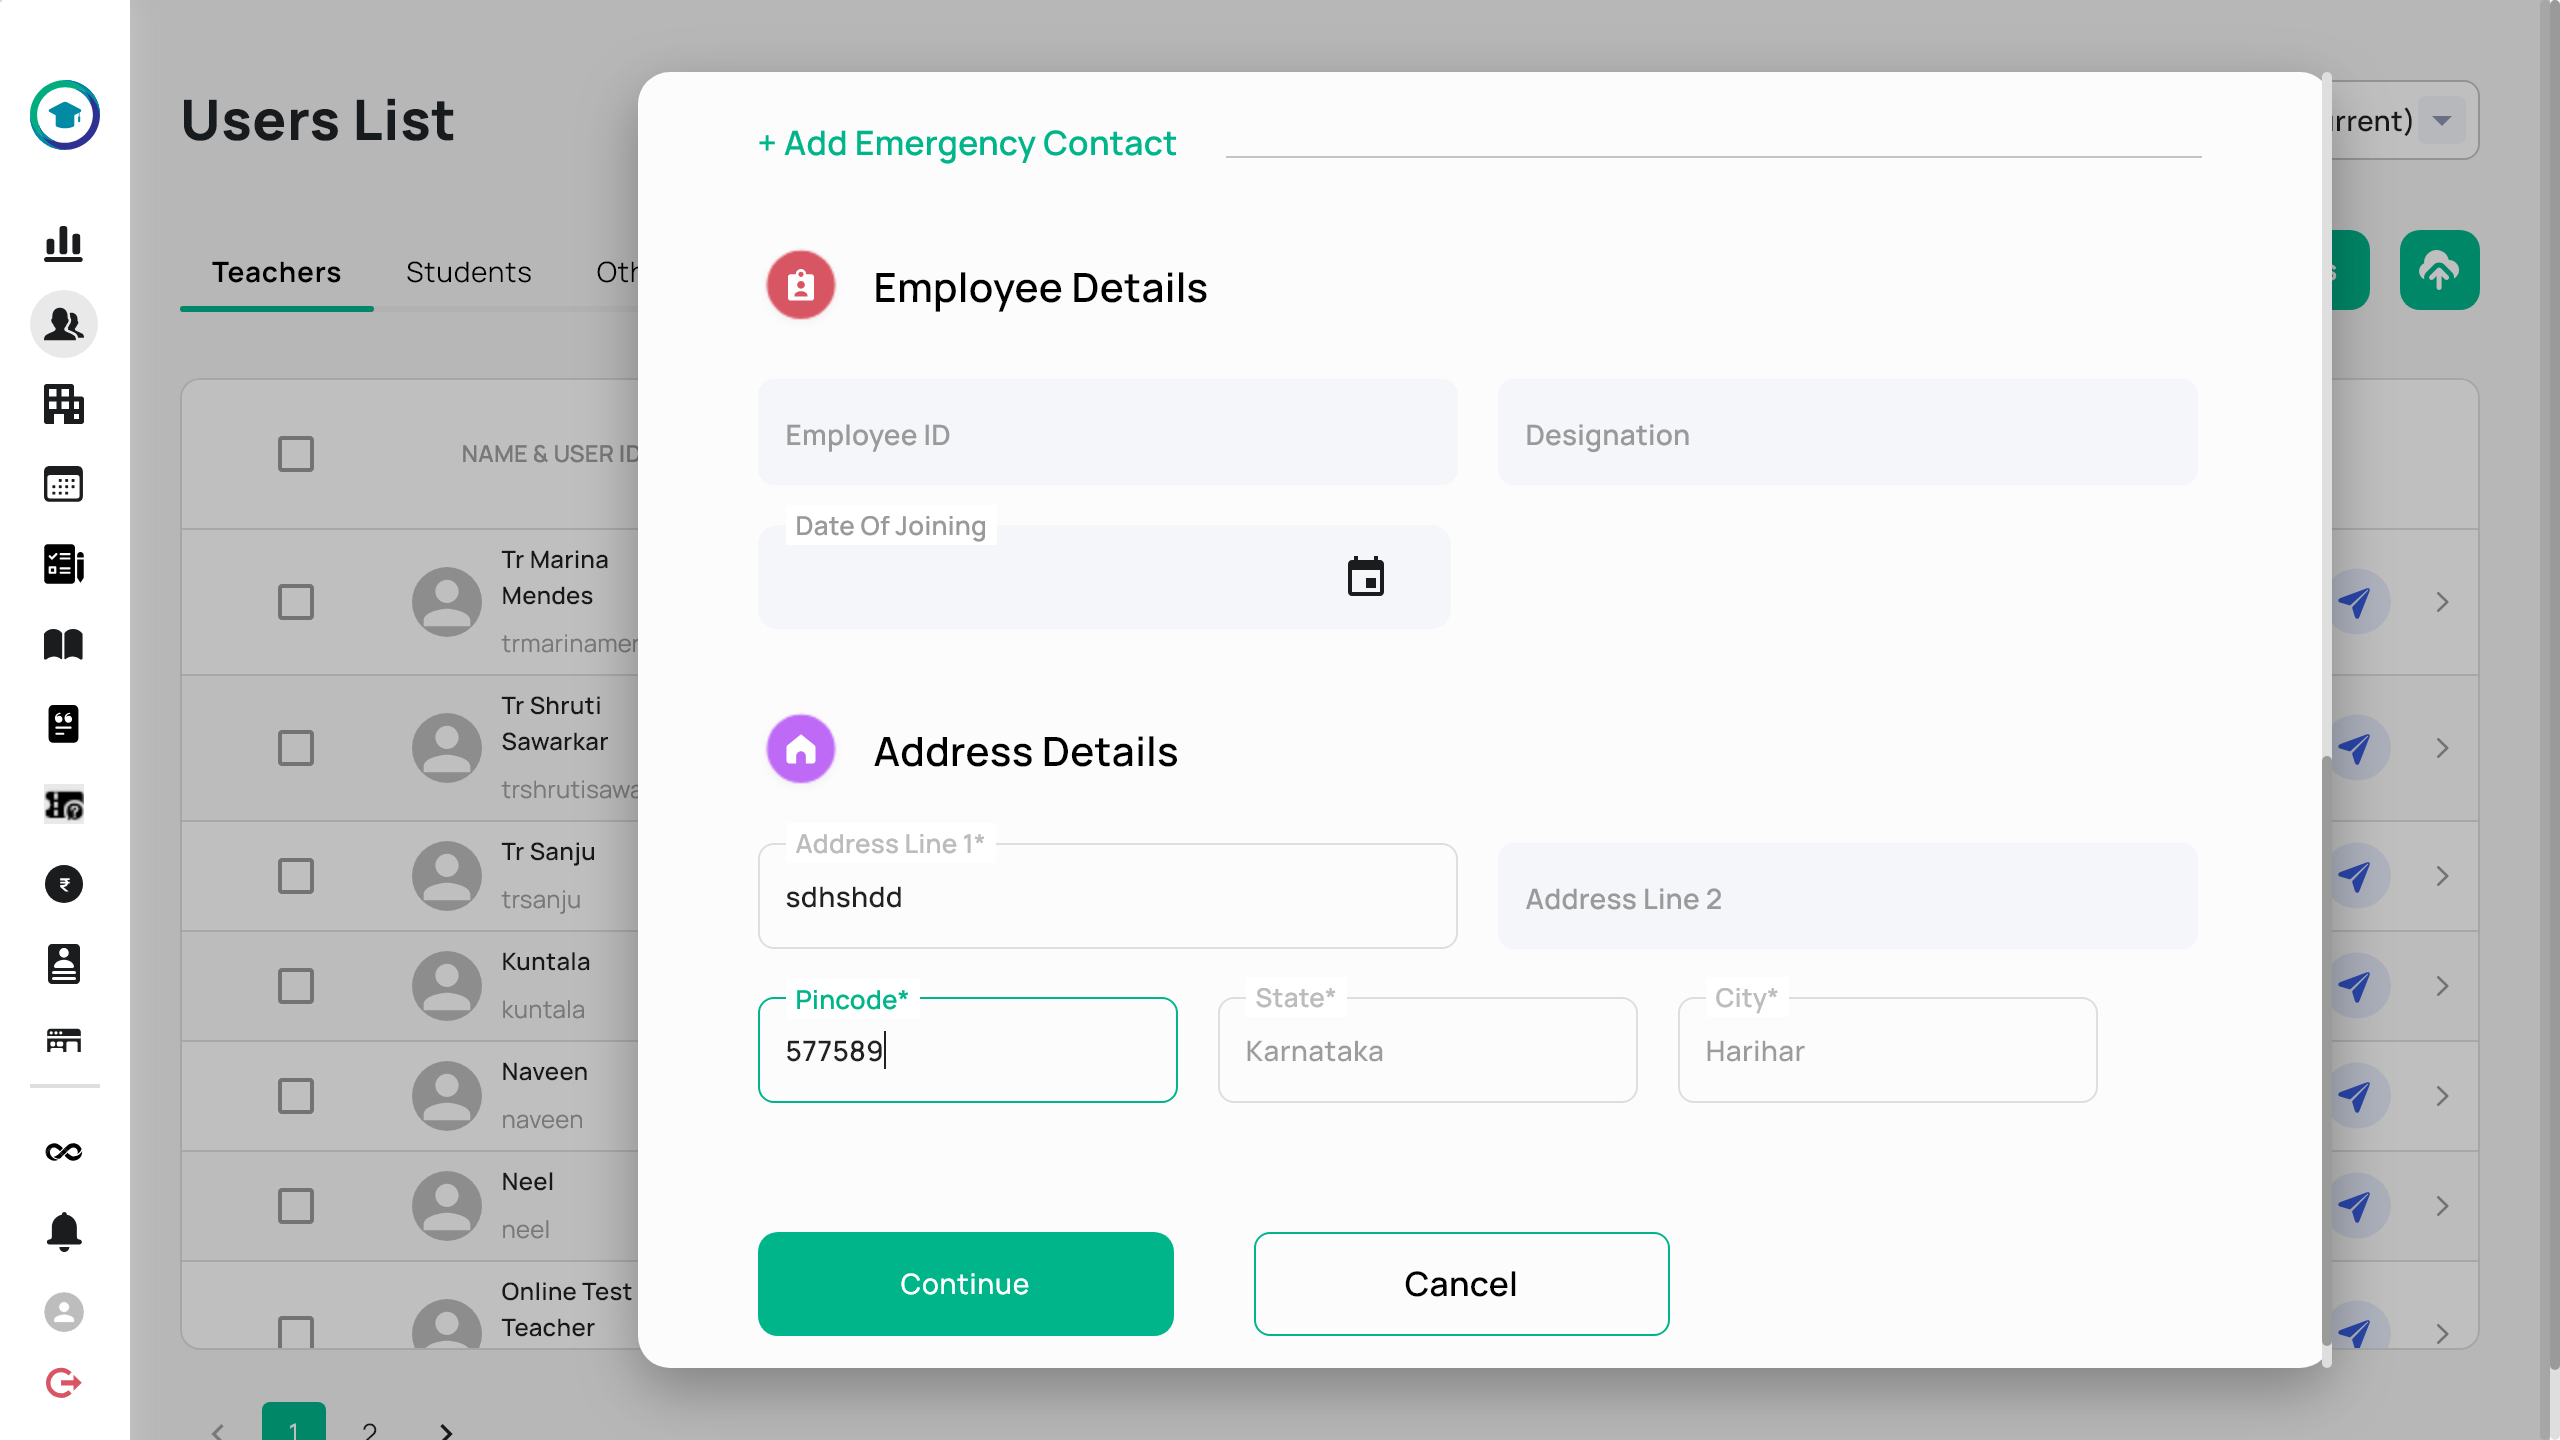 Users List
Teachers
Students
Oth
NAME & USER ID
Tr Marina
Mendes
trmarinamer
Tr Shruti
Sawarkar
trshrutisawa
Tr Sanju
trsanju
Kuntala
kuntala
Naveen
naveen
Neel
neel
Online Test
Teacher
1
2
urrent)
s
+ Add Emergency Contact
Employee Details
Employee ID
Designation
Date Of Joining
Address Details
Address Line 1*
sdhshdd
Address Line 2
Pincode*
577589
State*
Karnataka
City*
Harihar
Continue
Cancel